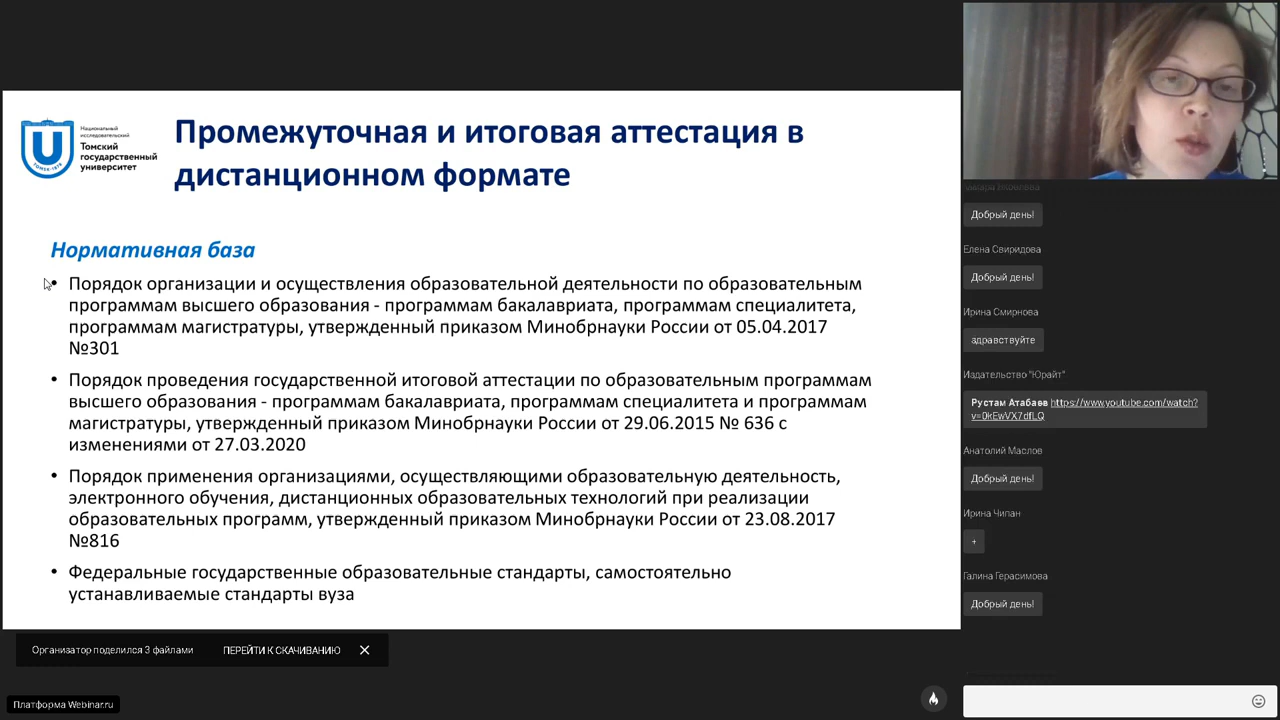 Национальный
исследовательский
Томский
государственный
университет
Промежуточная и итоговая аттестация в
дистанционном формате
Нормативная база
• Порядок организации и осуществления образовательной деятельности по образовательным
программам высшего образования - программам бакалавриата, программам специалитета,
программам магистратуры, утвержденный приказом Минобрнауки России от 05.04.2017
№301
• Порядок проведения государственной итоговой аттестации по образовательным программам
высшего образования - программам бакалавриата, программам специалитета и программам
магистратуры, утвержденный приказом Минобрнауки России от 29.06.2015 № 636 с
изменениями от 27.03.2020
• Порядок применения организациями, осуществляющими образовательную деятельность,
электронного обучения, дистанционных образовательных технологий при реализации
образовательных программ, утвержденный приказом Минобрнауки России от 23.08.2017
№816
• Федеральные государственные образовательные стандарты, самостоятельно
устанавливаемые стандарты вуза
Организатор поделился 3 файлами
ПЕРЕЙТИ К СКАЧИВАНИЮ
Платформа Webinar.ru
Добрый день!
Елена Свиридова
Добрый день!
Ирина Смирнова
здравствуйте
Издательство "Юрайт"
Рустам Атабаев https://www.youtube.com/watch?
v=0kEwVX7dfLQ
Анатолий Маслов
Добрый день!
Ирина Чипан
+
Галина Герасимова
Добрый день!